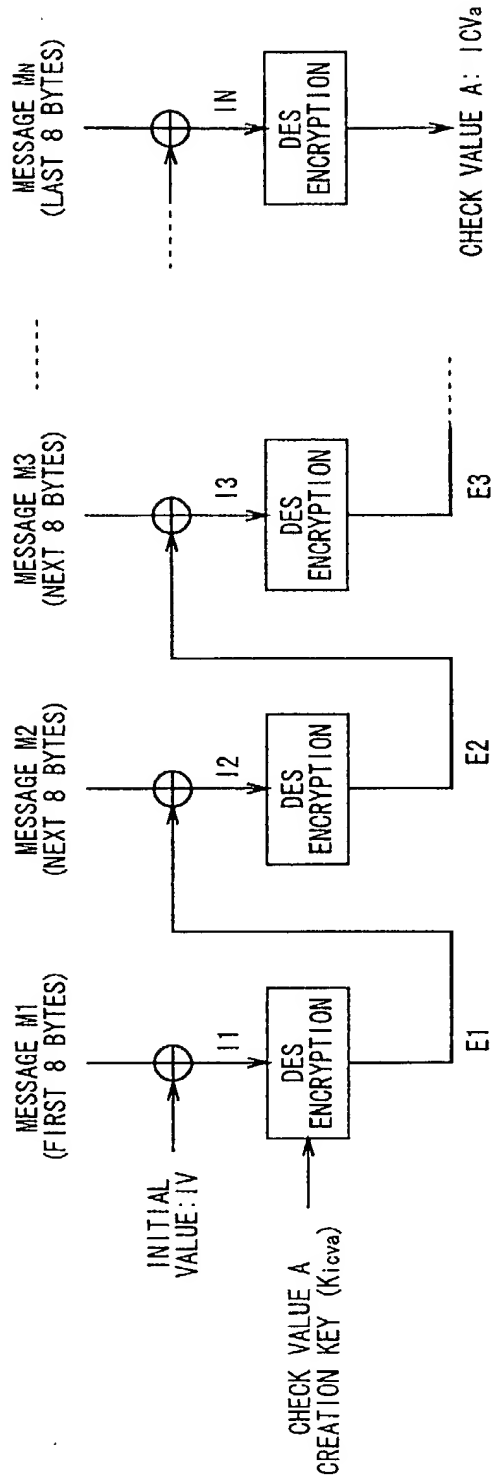 MESSAGE M1
(FIRST 8 BYTES)
MESSAGE M2
(NEXT 8 BYTES)
MESSAGE M3
(NEXT 8 BYTES)
MESSAGE MN
(LAST 8 BYTES)
INITIAL
VALUE:IV
I1
I2
I3
IN
CHECK VALUE A
CREATION KEY (Kicva)
DES
ENCRYPTION
DES
ENCRYPTION
DES
ENCRYPTION
DES
ENCRYPTION
E1
E2
E3
CHECK VALUE A: ICVa